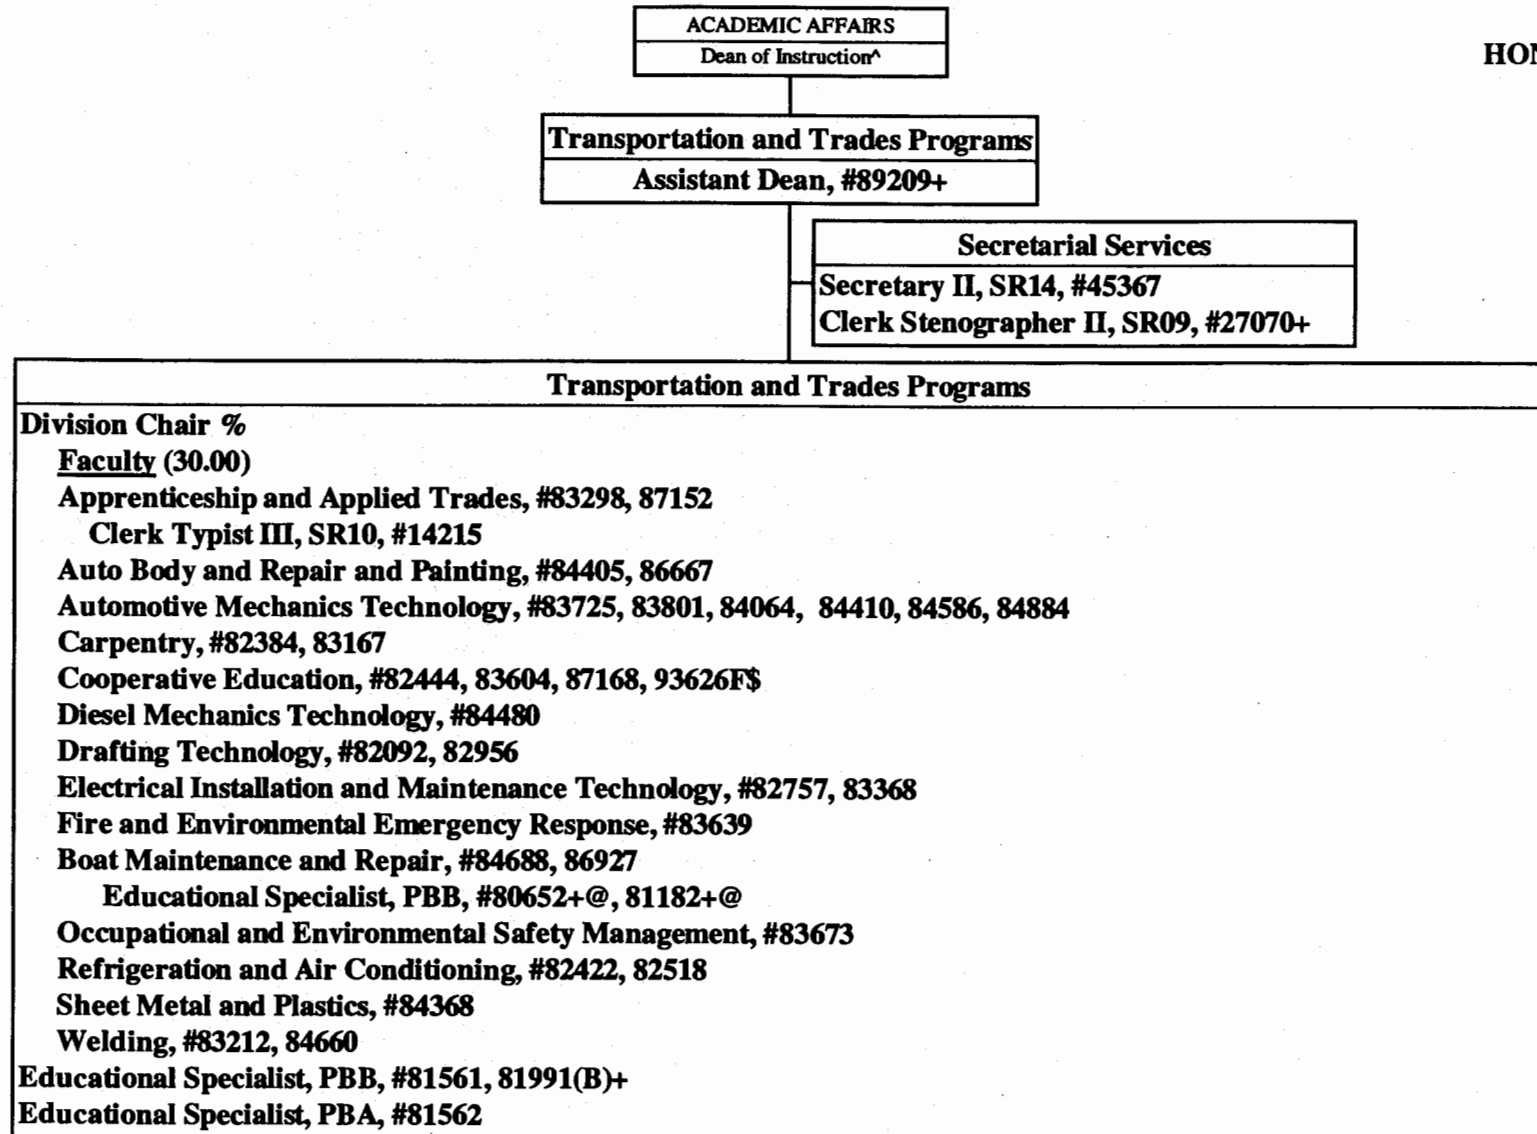 ACADEMIC AFFAIRS
Dean of Instruction^
Transportation and Trades Programs
Assistant Dean, #89209+
Secretarial Services
Secretary II, SR14, #45367
Clerk Stenographer II, SR09, #27070+
Transportation and Trades Programs
Division Chair %
Faculty (30.00)
Apprenticeship and Applied Trades, #83298, 87152
Clerk Typist III, SR10, #14215
Auto Body and Repair and Painting, #84405, 86667
Automotive Mechanics Technology, #83725, 83801, 84064, 84410, 84586, 84884
Carpentry, #82384, 83167
Cooperative Education, #82444, 83604, 87168, 93626F$
Diesel Mechanics Technology, #84480
Drafting Technology, #82092, 82956
Electrical Installation and Maintenance Technology, #82757, 83368
Fire and Environmental Emergency Response, #83639
Boat Maintenance and Repair, #84688, 86927
Educational Specialist, PBB, #80652+@, 81182+@
Occupational and Environmental Safety Management, #83673
Refrigeration and Air Conditioning, #82422, 82518
Sheet Metal and Plastics, #84368
Welding, #83212, 84660
Educational Specialist, PBB, #81561, 81991(B)+
Educational Specialist, PBA, #81562